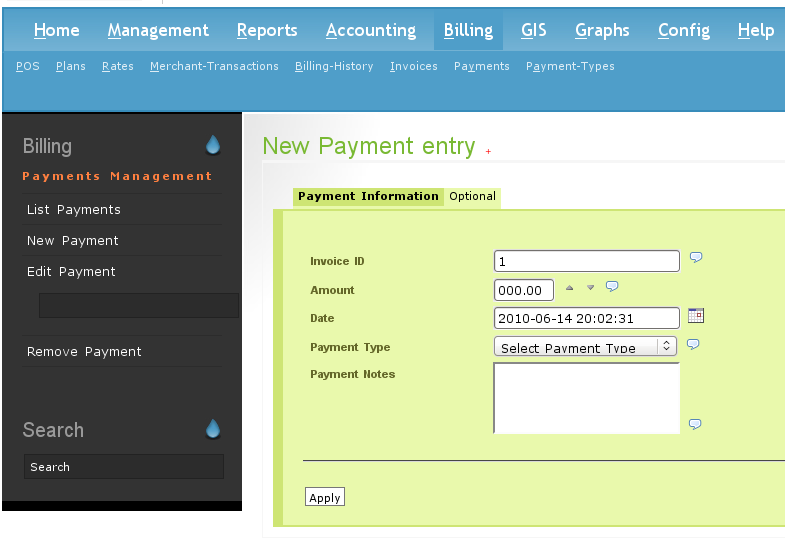 Home Management Reports Accounting Billing GIS Graphs Config Help
POS Plans Rates Merchant-Transactions Billing-History Invoices Payments Payment-Types
Billing
Payments Management
List Payments
New Payment
Edit Payment
Remove Payment
Search
Search
New Payment entry +
Payment Information Optional
Invoice ID 1
Amount 000.00
Date 2010-06-14 20:02:31
Payment Type Select Payment Type
Payment Notes
Apply